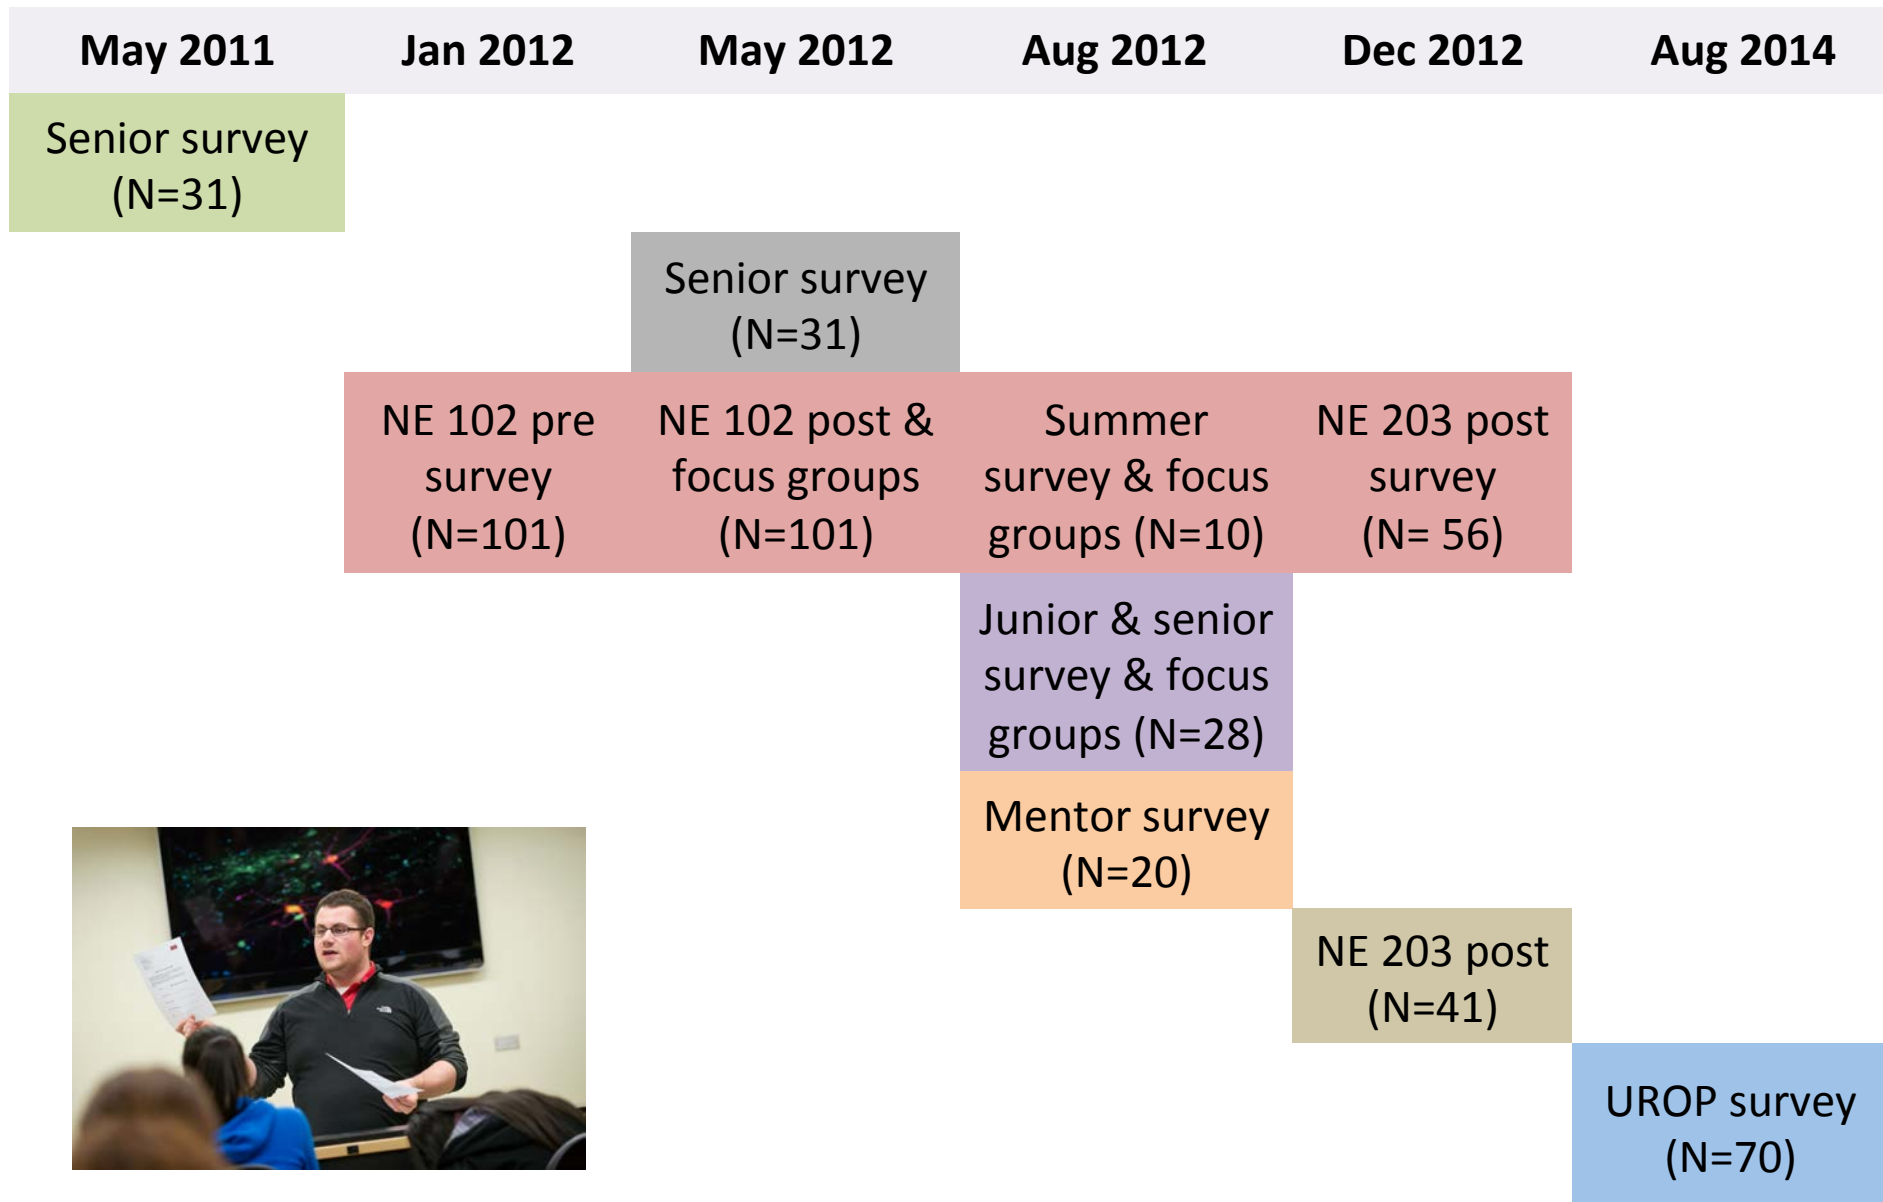 May 2011 Jan 2012 May 2012 Aug 2012 Dec 2012 Aug 2014
Senior survey
(N=31)
Senior survey
(N=31)
NE 102 pre
survey
(N=101)
NE 102 post &
focus groups
(N=101)
Summer
survey & focus
groups (N=10)
NE 203 post
survey
(N= 56)
Junior & senior
survey & focus
groups (N=28)
Mentor survey
(N=20)
NE 203 post
(N=41)
UROP survey
(N=70)